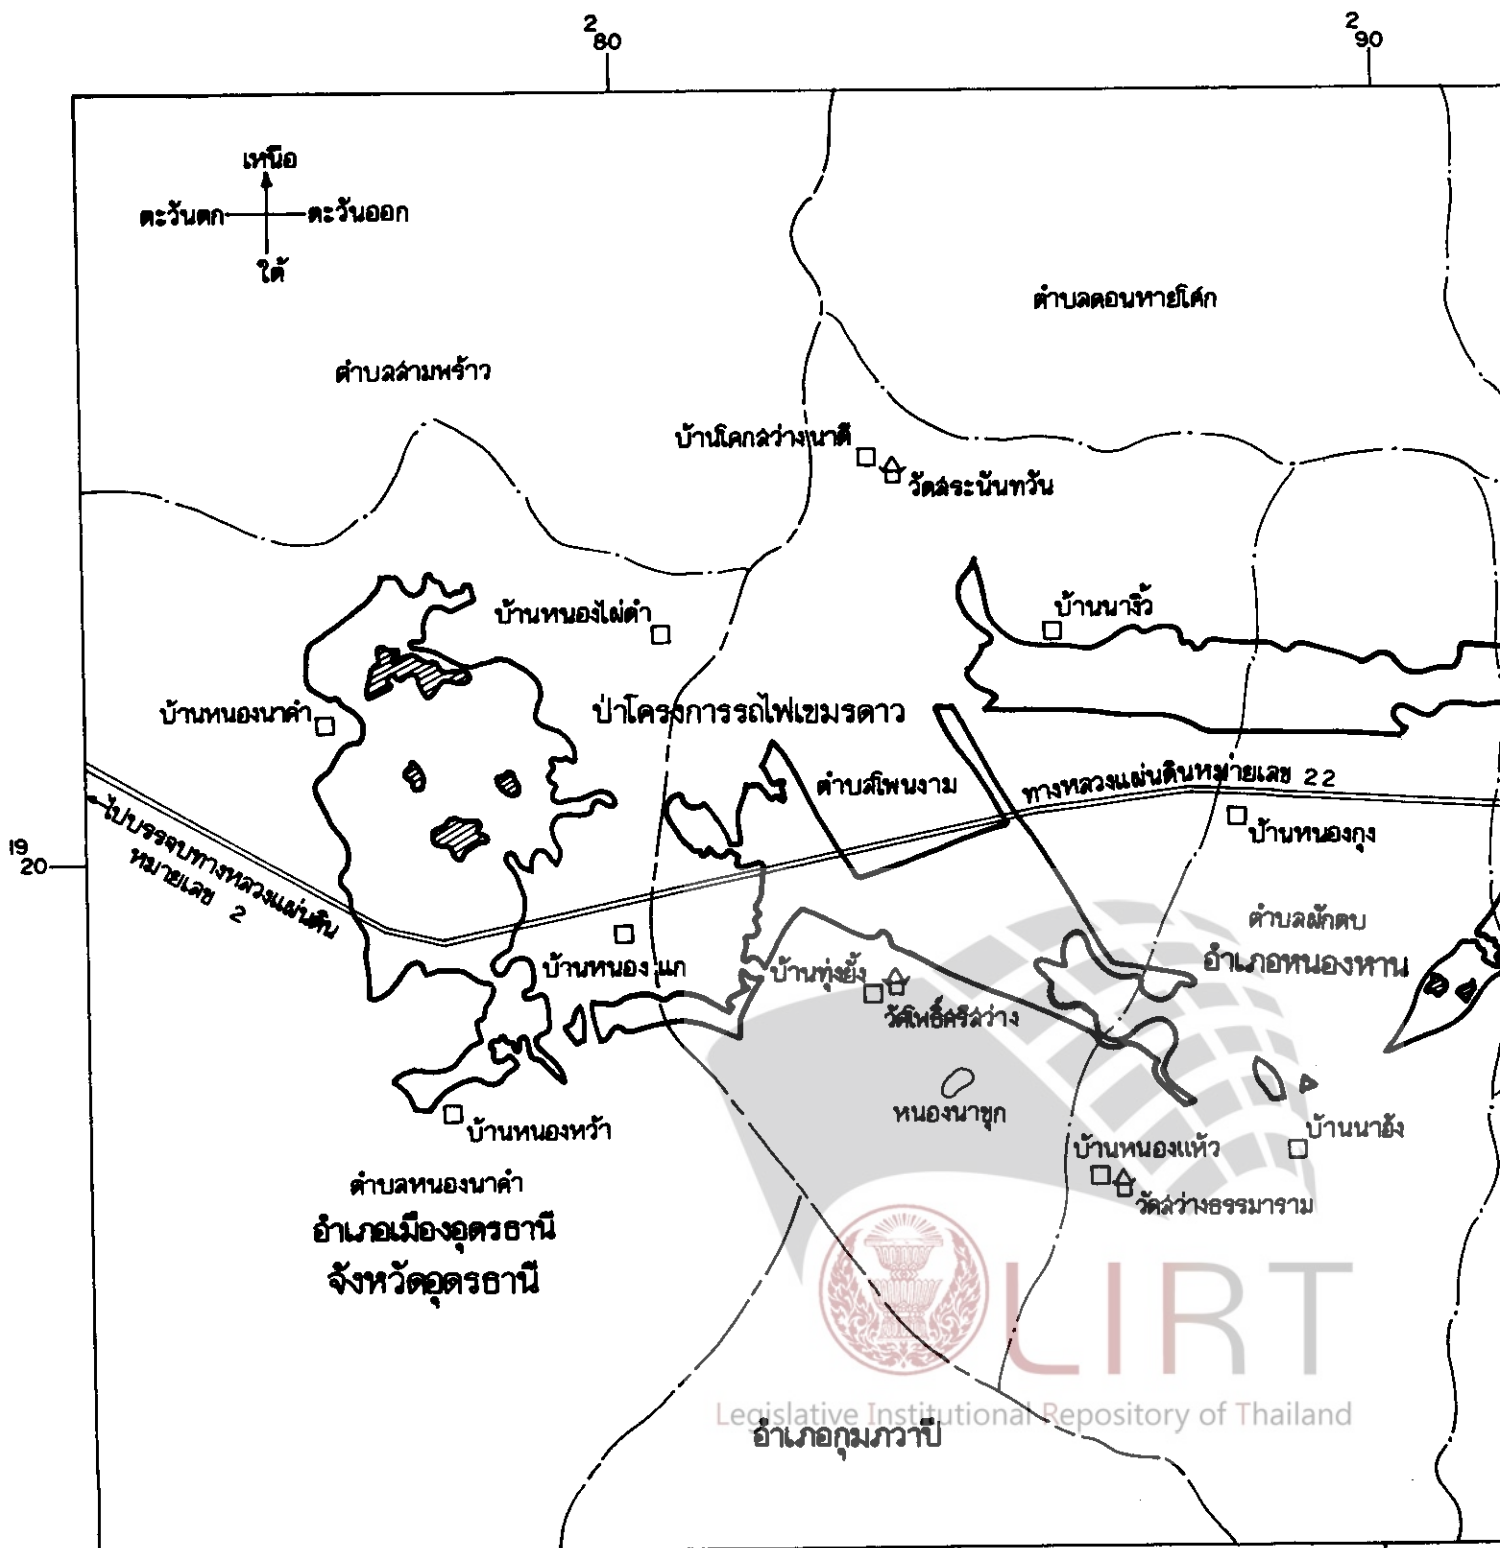 2
80
2
90
เหนือ
ตะวันตก
ตะวันออก
ใต้
ตำบลดอนหายโศก
ตำบลสามพร้าว
บ้านโคกสว่างนาดี
วัดสระนันทวัน
บ้านหนองไผ่ดำ
บ้านนางิ้ว
บ้านหนองนาคำ
ป่าโครงการรถไฟเขมรดาว
ตำบลโพนงาม
ทางหลวงแผ่นดินหมายเลข 22
บ้านหนองกุง
19
20
ไปบรรจบทางหลวงแผ่นดิน
หมายเลข 2
ตำบลผักตบ
อำเภอหนองหาน
บ้านหนองแก
บ้านทุ่งยั้ง
วัดโพธิ์ศรีสว่าง
หนองนาขุก
บ้านหนองหว้า
บ้านนาฮัง
บ้านหนองแห้ว
วัดสว่างธรรมาราม
ตำบลหนองนาคำ
อำเภอเมืองอุดรธานี
จังหวัดอุดรธานี
LIRT
Legislative Institutional Repository of Thailand
อำเภอกุมภวาปี